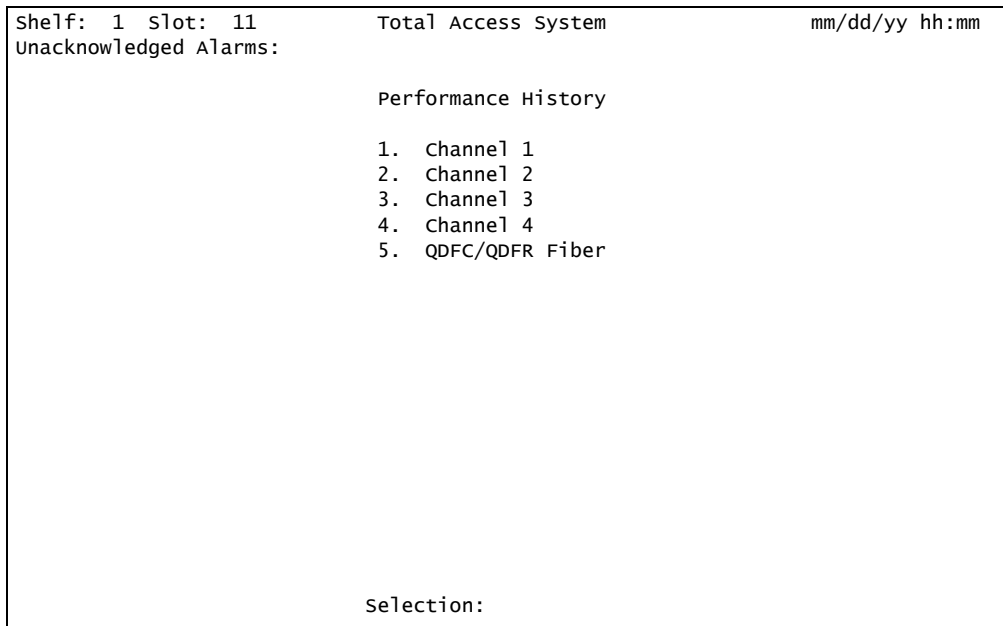 Shelf: 1 Slot: 11 Total Access System mm/dd/yy hh:mm
Unacknowledged Alarms:
Performance History
1. Channel 1
2. Channel 2
3. Channel 3
4. Channel 4
5. QDFC/QDFR Fiber
Selection: